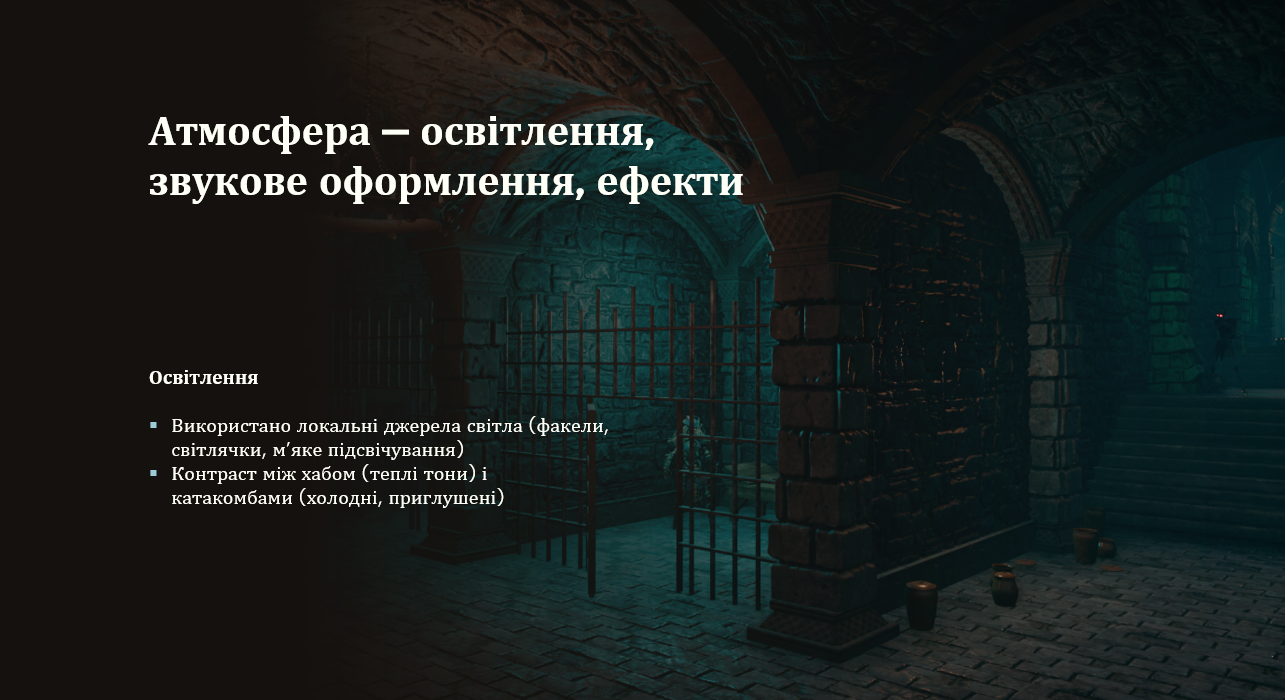 Атмосфера — освітлення,
звукове оформлення, ефекти
Освітлення
▪ Використано локальні джерела світла (факели,
світлячки, м’яке підсвічування)
▪ Контраст між хабом (теплі тони) і
катакомбами (холодні, приглушені)